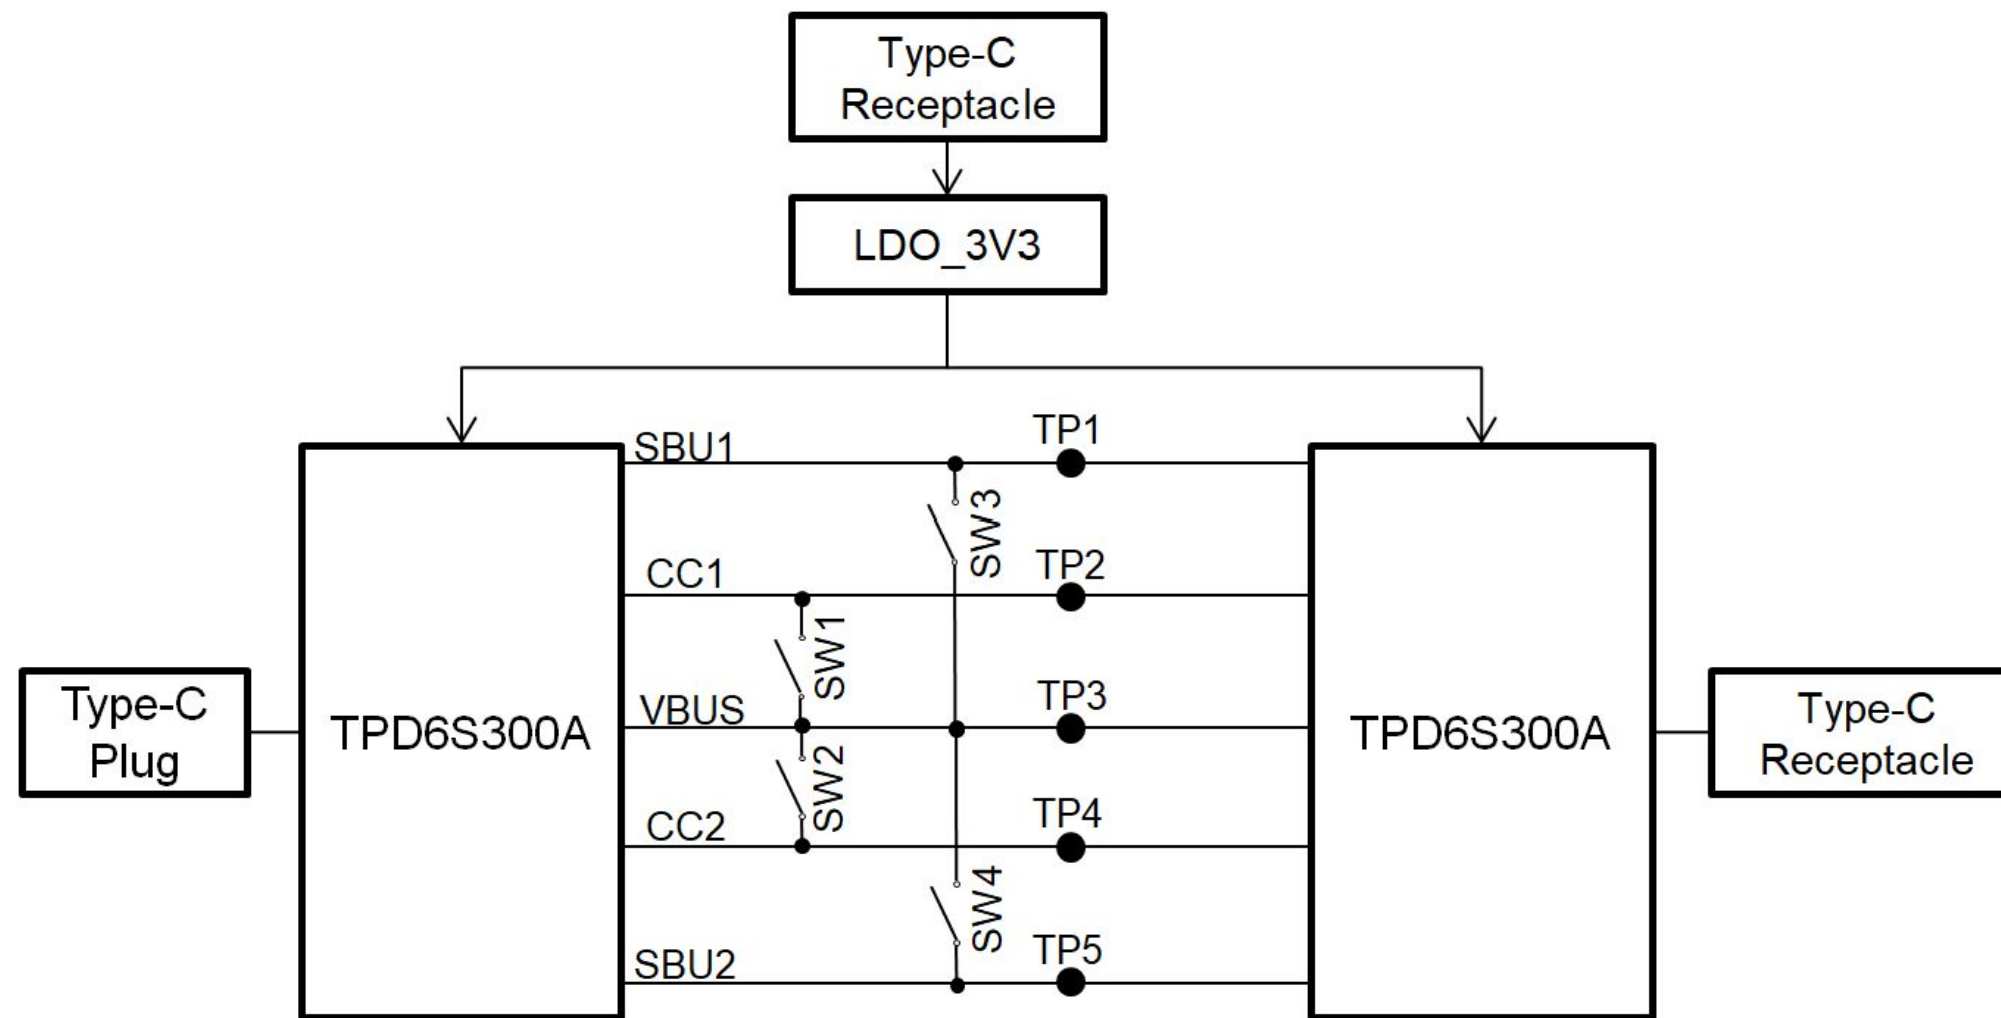 Type-C
Receptacle
LDO_3V3
SBU1
TP1
SW3
CC1
TP2
SW1
VBUS
TP3
Type-C
Plug
TPD6S300A
TPD6S300A
Type-C
Receptacle
SW2
CC2
TP4
SW4
SBU2
TP5